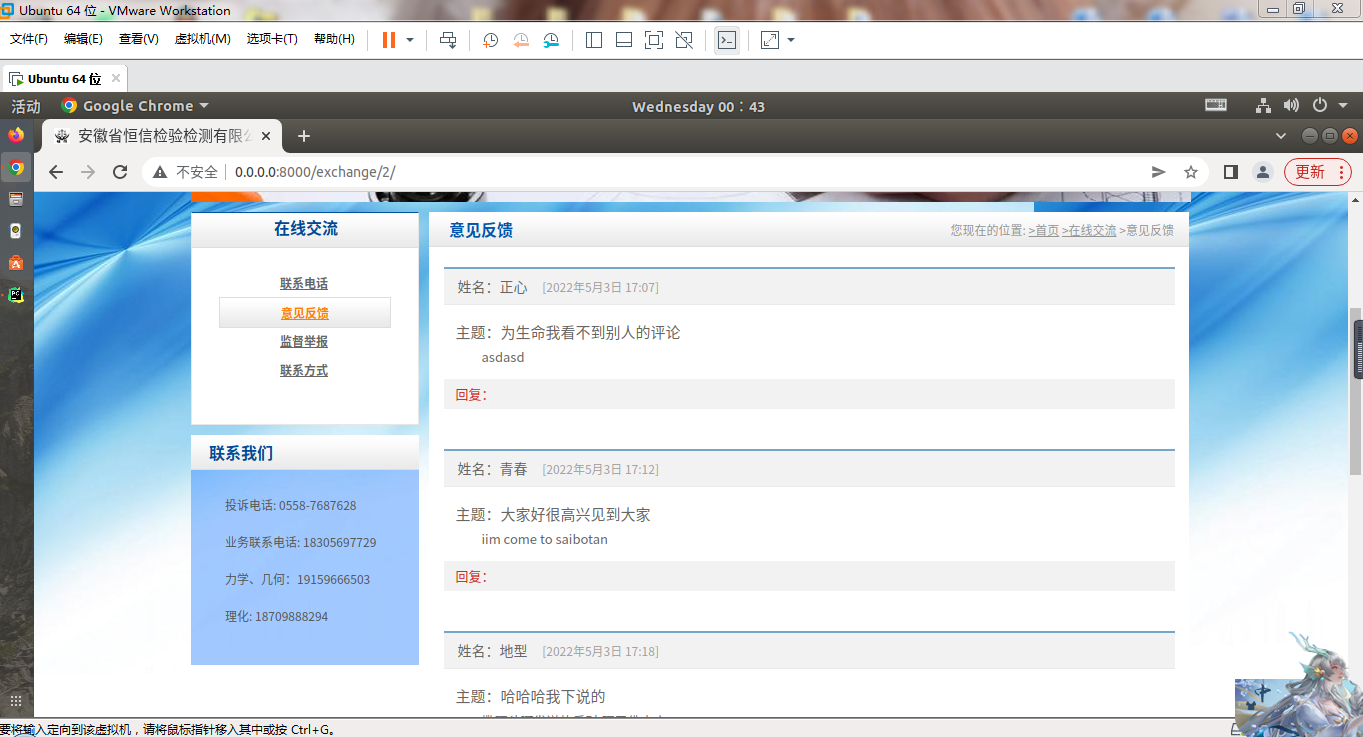 Ubuntu 64 位 - VMware Workstation
文件(F) 编辑(E) 查看(V) 虚拟机(M) 选项卡(T) 帮助(H)
Ubuntu 64 位
活动 Google Chrome Wednesday 00：43
安徽省恒信检验检测有限
不安全 0.0.0.0:8000/exchange/2/ 更新
在线交流
联系电话
意见反馈
监督举报
联系方式
联系我们
投诉电话: 0558-7687628
业务联系电话: 18305697729
力学、几何：19159666503
理化: 18709888294
意见反馈 您现在的位置: >首页 >在线交流 >意见反馈
姓名：正心 [2022年5月3日 17:07]
主题：为生命我看不到别人的评论
asdasd
回复:
姓名：青春 [2022年5月3日 17:12]
主题：大家好很高兴见到大家
iim come to saibotan
回复:
姓名：地型 [2022年5月3日 17:18]
主题：哈哈哈我下说的
要将输入定向到该虚拟机，请将鼠标指针移入其中或按 Ctrl+G。